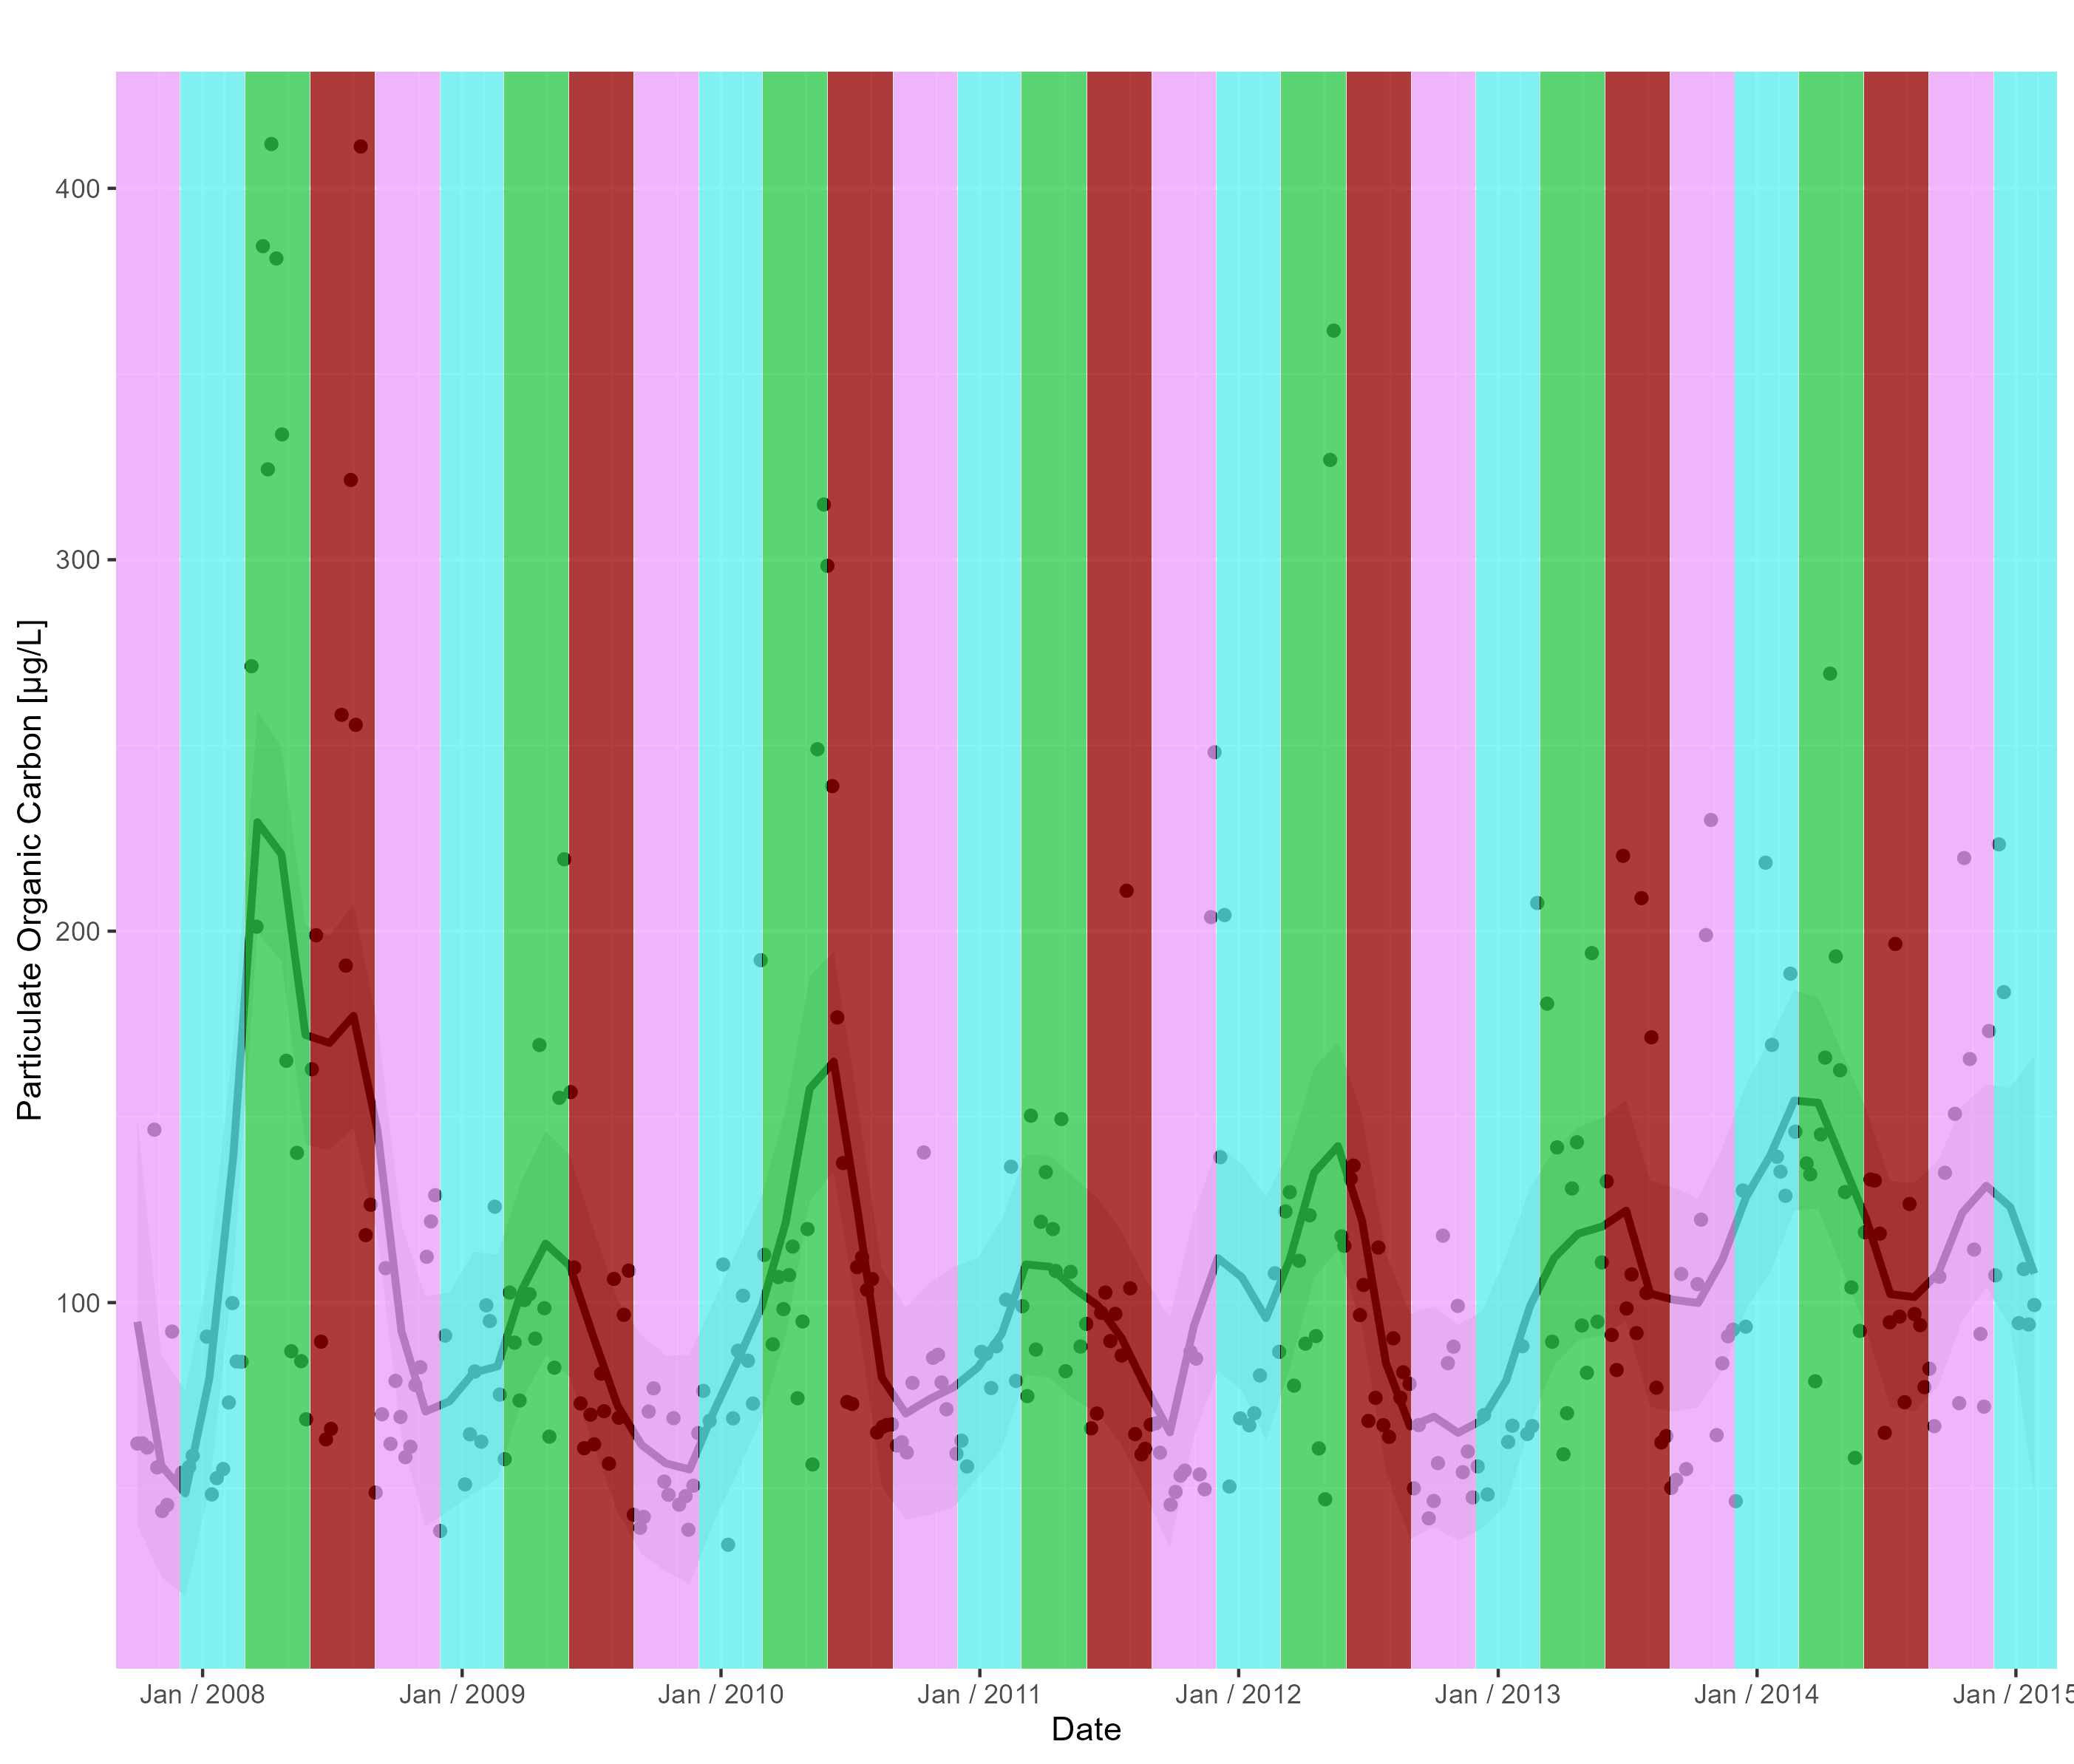 400
300
200
100
Particulate Organic Carbon [µg/L]
Jan / 2008 Jan / 2009 Jan / 2010 Jan / 2011 Jan / 2012 Jan / 2013 Jan / 2014 Jan / 2015
Date